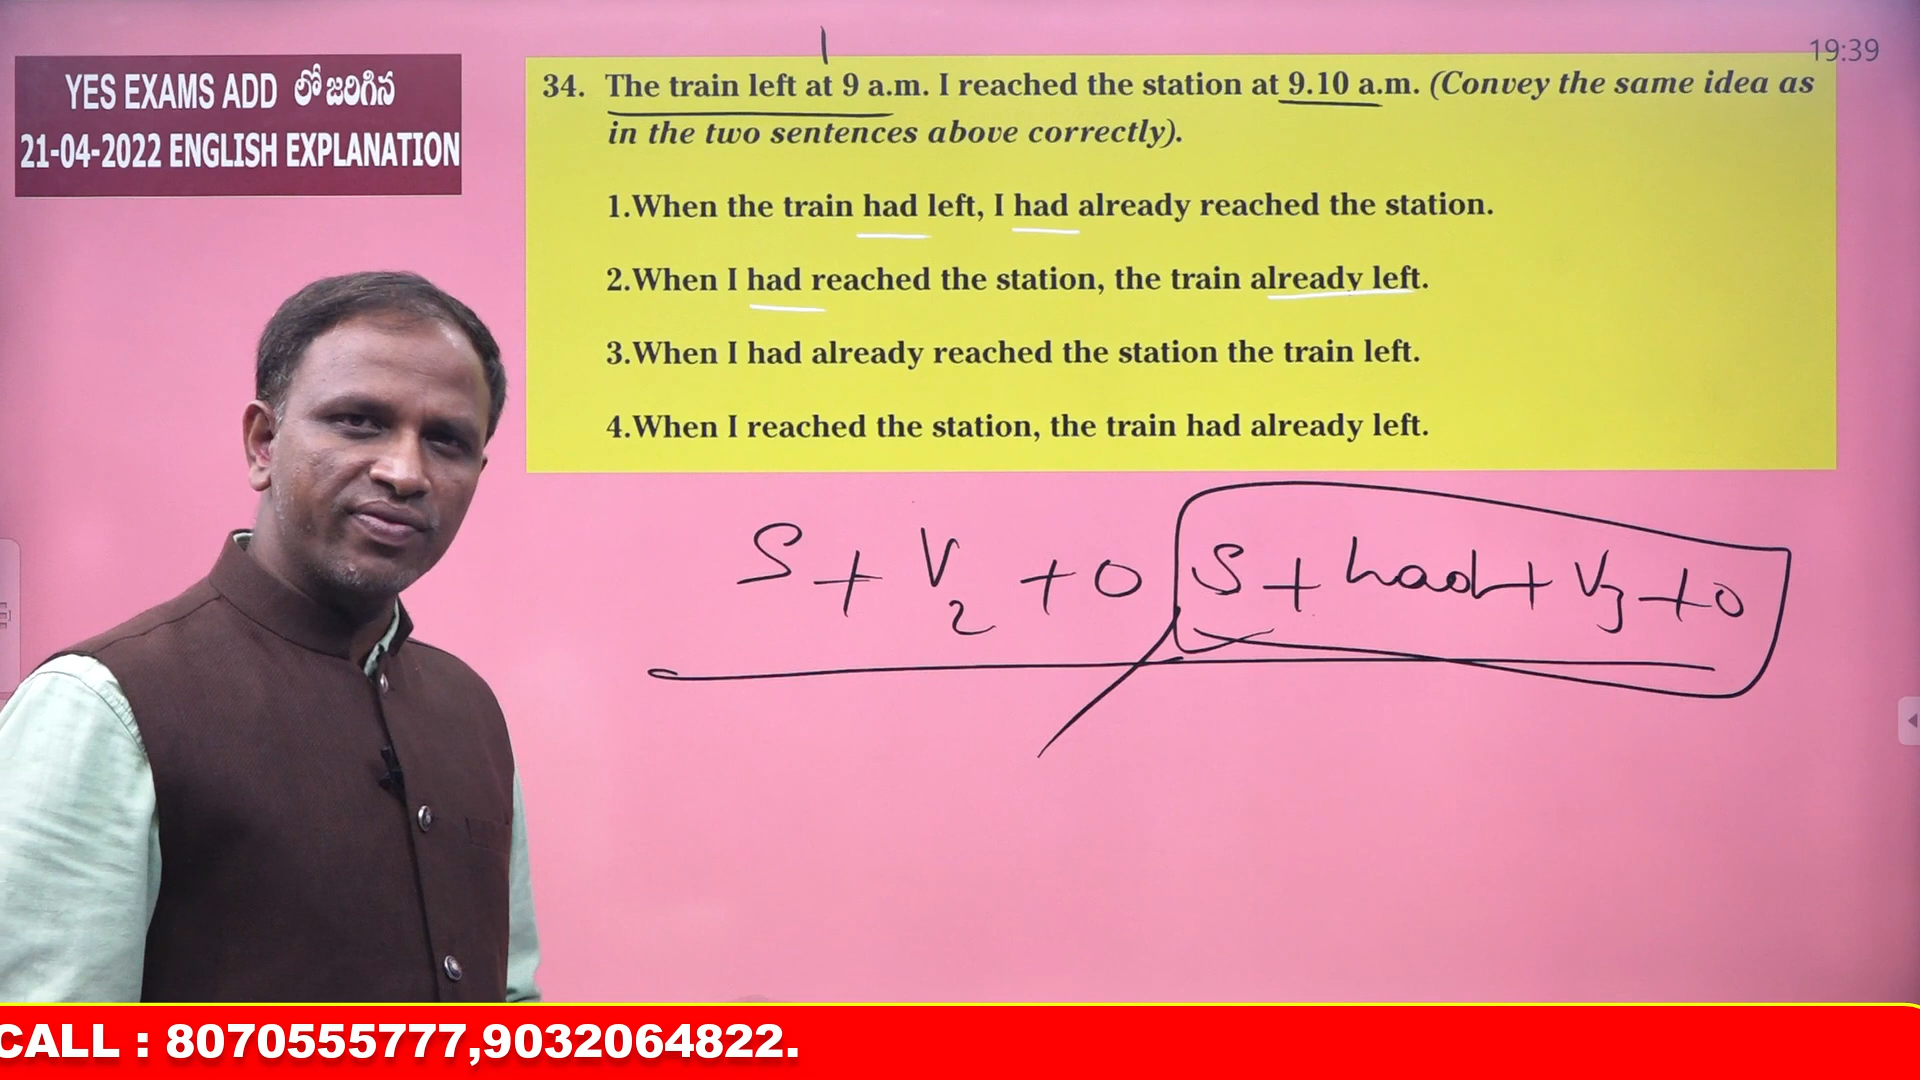 19:39
YES EXAMS ADD లో జరిగిన
21-04-2022 ENGLISH EXPLANATION
34. The train left at 9 a.m. I reached the station at 9.10 a.m. (Convey the same idea as
in the two sentences above correctly).
1.When the train had left, I had already reached the station.
2.When I had reached the station, the train already left.
3.When I had already reached the station the train left.
4.When I reached the station, the train had already left.
S + V2 + O S + had + V3 + O
CALL : 8070555777,9032064822.